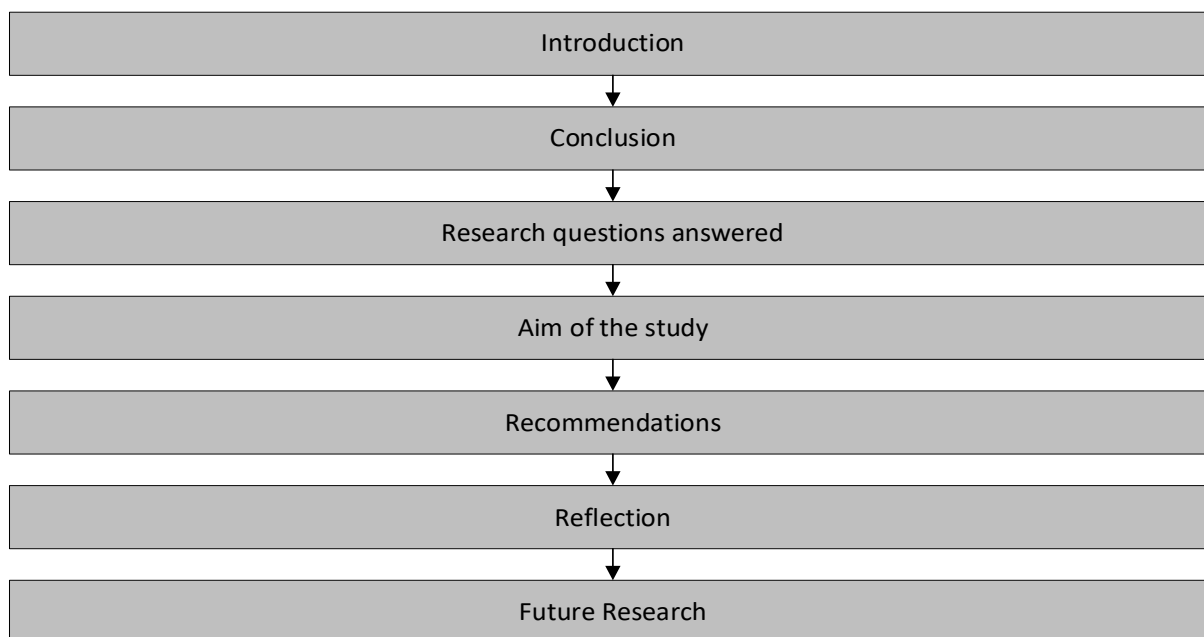 Introduction
Conclusion
Research questions answered
Aim of the study
Recommendations
Reflection
Future Research